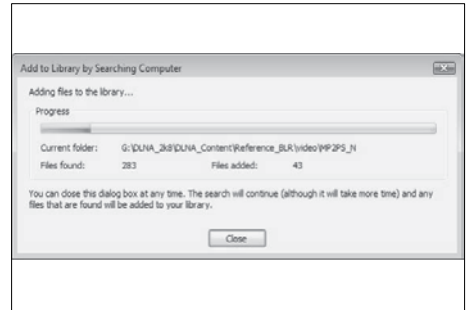 Add to Library by Searching Computer
Adding files to the library...
Progress
Current folder: G:\DLNA_2k8\DLNA_Content\Reference_BLR\video\MP2PS_N
Files found: 283 Files added: 43
You can close this dialog box at any time. The search will continue (although it will take more time) and any
files that are found will be added to your library.
Close